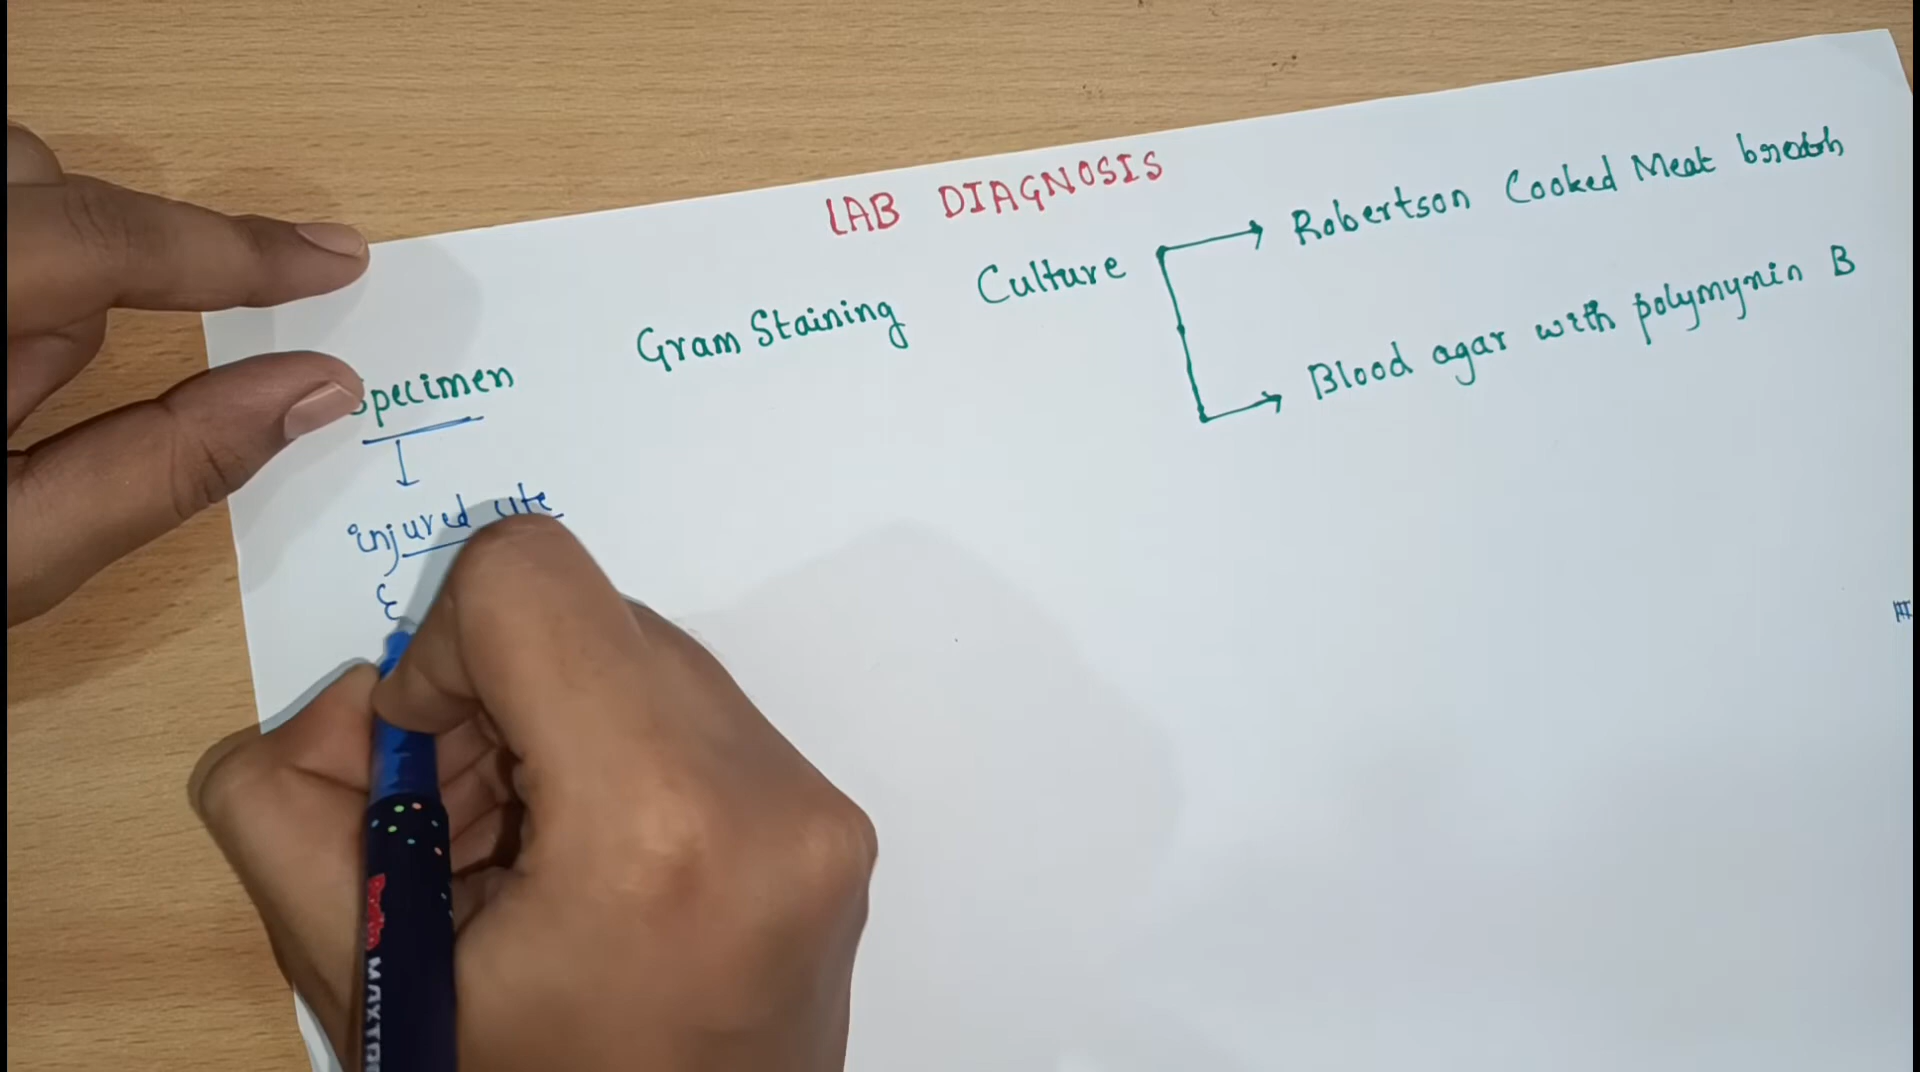 LAB DIAGNOSIS
Specimen
Gram Staining
Culture
Robertson Cooked Meat broth
Blood agar with polymyxin B
injured site
&